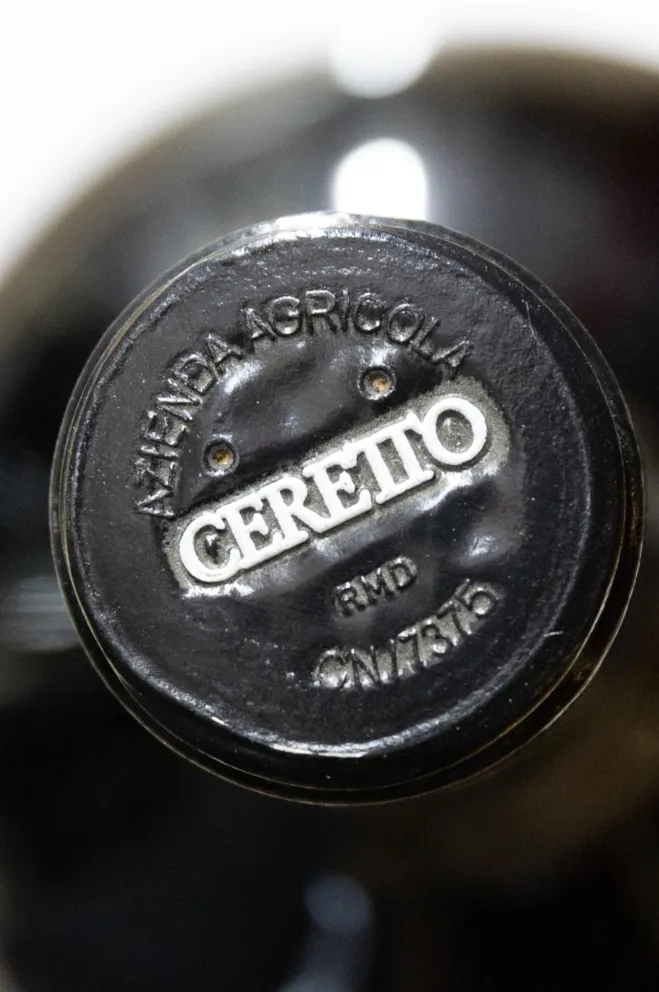 AZIENDA AGRICOLA
CERETTO
RMD
CN/7375